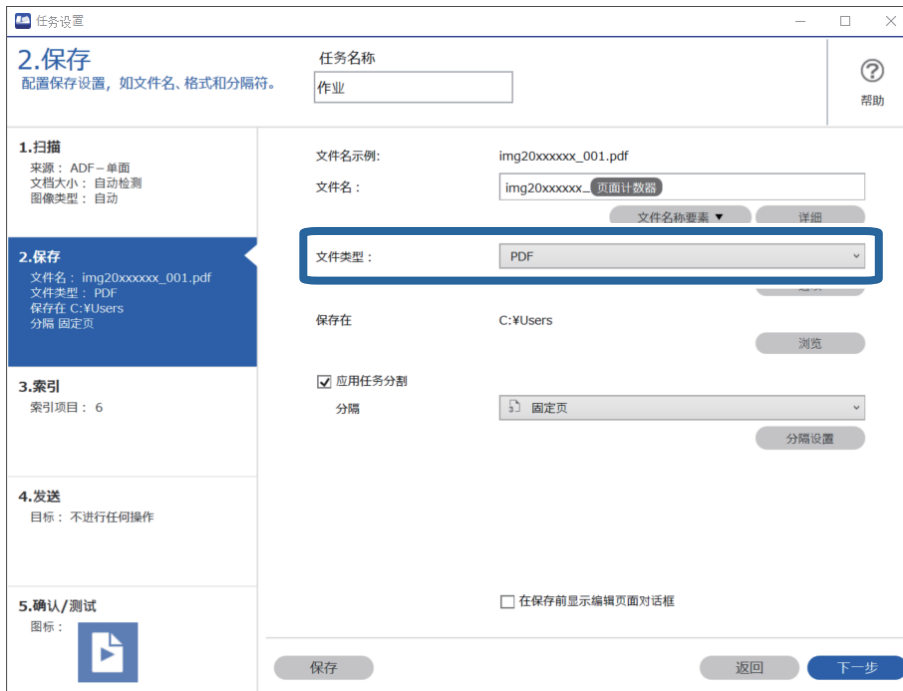 任务设置
2.保存
配置保存设置，如文件名、格式和分隔符。
任务名称
作业
帮助
1.扫描
来源： ADF－单面
文档大小： 自动检测
图像类型： 自动
2.保存
文件名： img20xxxxxx_001.pdf
文件类型： PDF
保存在 C:¥Users
分隔 固定页
3.索引
索引项目： 6
4.发送
目标： 不进行任何操作
5.确认/测试
图标：
文件名示例: img20xxxxxx_001.pdf
文件名： img20xxxxxx_ 页面计数器
文件名称要素▼ 详细
文件类型： PDF
保存在 C:¥Users
浏览
应用任务分割
分隔 固定页
分隔设置
在保存前显示编辑页面对话框
保存 返回 下一步